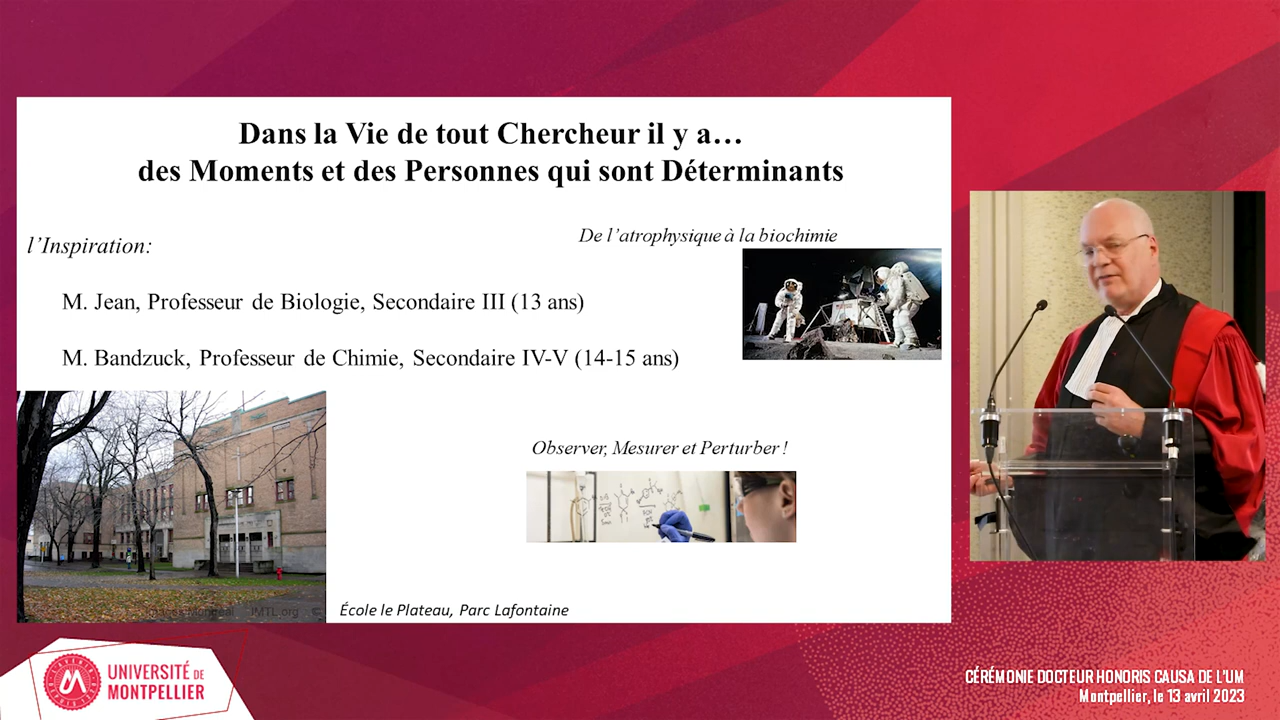 Dans la Vie de tout Chercheur il y a…
des Moments et des Personnes qui sont Déterminants
l'Inspiration:
De l'atrophysique à la biochimie
M. Jean, Professeur de Biologie, Secondaire III (13 ans)
M. Bandzuck, Professeur de Chimie, Secondaire IV-V (14-15 ans)
Observer, Mesurer et Perturber !
IMTL.org ©
École le Plateau, Parc Lafontaine
UNIVERSITÉ DE
MONTPELLIER
CÉRÉMONIE DOCTEUR HONORIS CAUSA DE L'UM
Montpellier, le 13 avril 2023